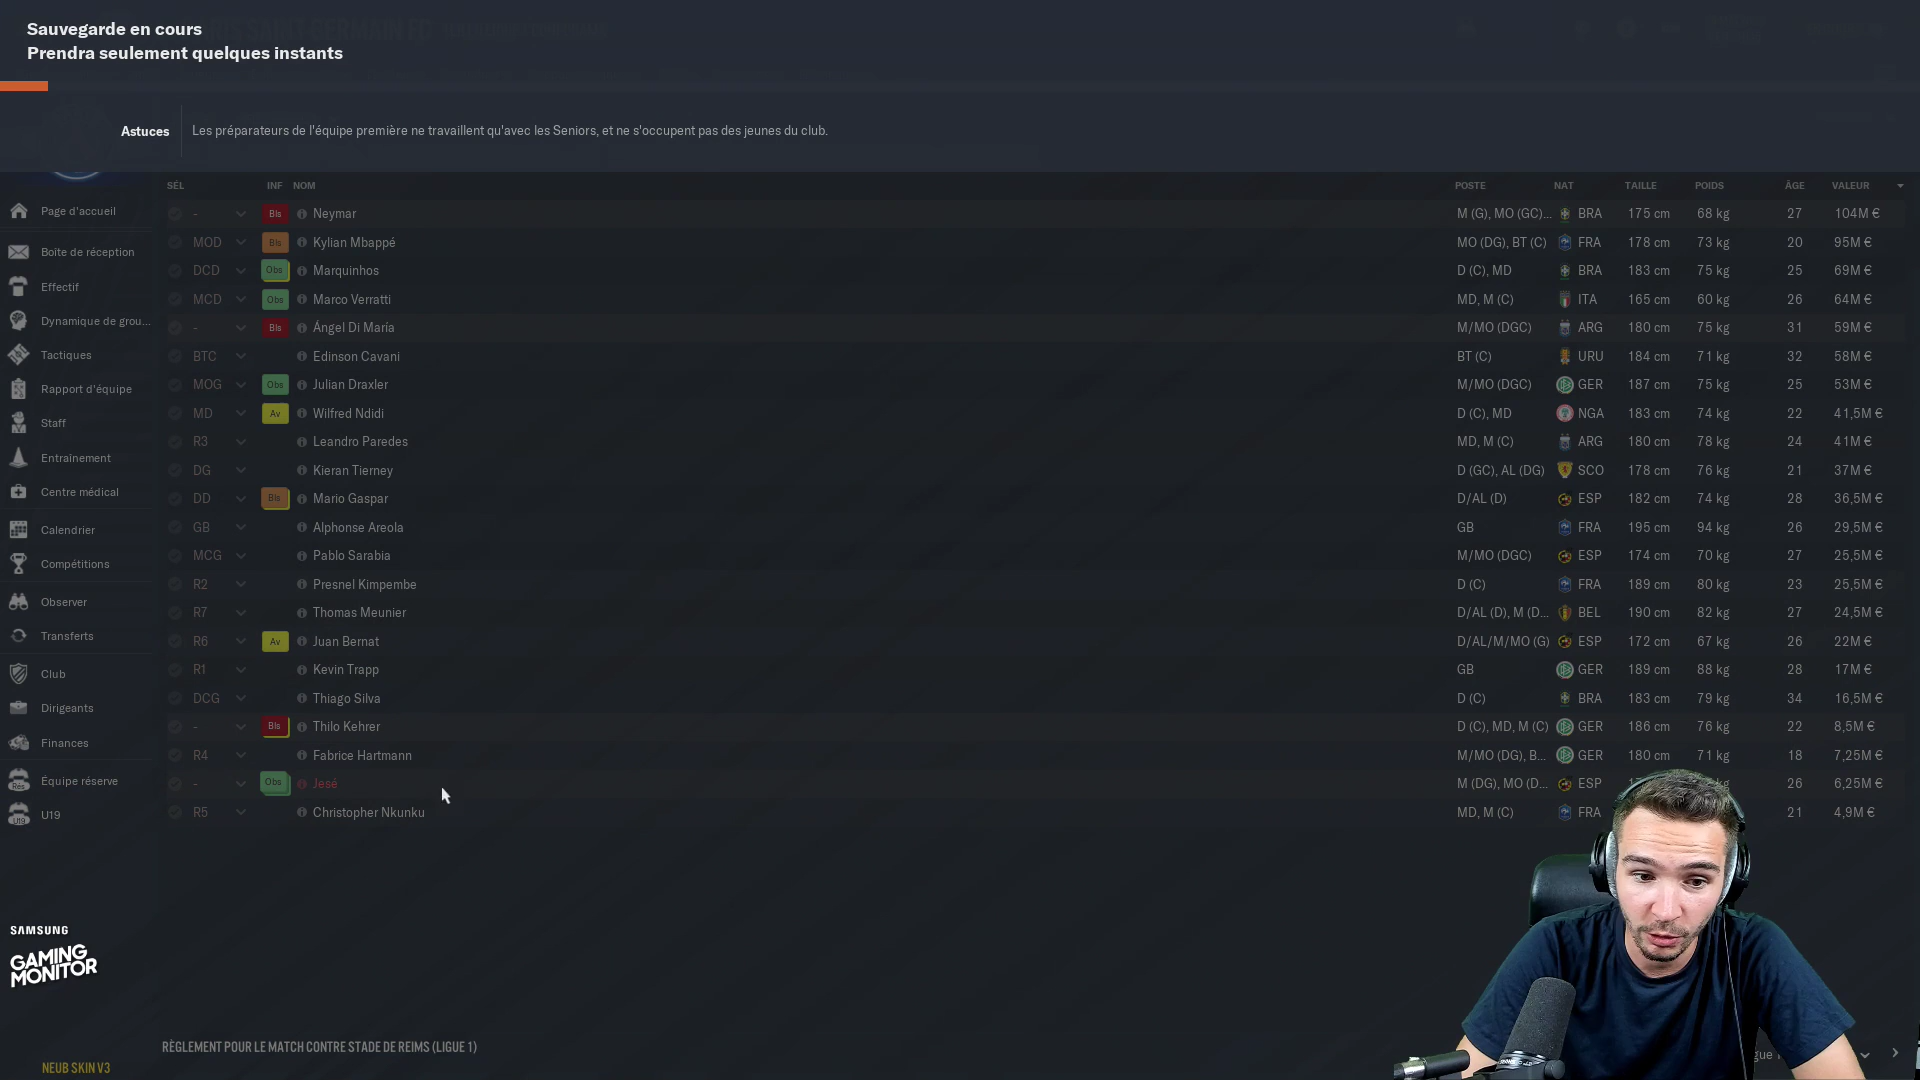 Sauvegarde en cours
Prendra seulement quelques instants
Astuces Les préparateurs de l'équipe première ne travaillent qu'avec les Seniors, et ne s'occupent pas des jeunes du club.
SÉL INF NOM POSTE NAT TAILLE POIDS ÂGE VALEUR
- Bls Neymar M (G), MO (GC)... BRA 175 cm 68 kg 27 104M €
MOD Bls Kylian Mbappé MO (DG), BT (C) FRA 178 cm 73 kg 20 95M €
DCD Obs Marquinhos D (C), MD BRA 183 cm 75 kg 25 69M €
MCD Obs Marco Verratti MD, M (C) ITA 165 cm 60 kg 26 64M €
- Bls Ángel Di María M/MO (DGC) ARG 180 cm 75 kg 31 59M €
BTC Edinson Cavani BT (C) URU 184 cm 71 kg 32 58M €
MOG Obs Julian Draxler M/MO (DGC) GER 187 cm 75 kg 25 53M €
MD Av Wilfred Ndidi D (C), MD NGA 183 cm 74 kg 22 41,5M €
R3 Leandro Paredes MD, M (C) ARG 180 cm 78 kg 24 41M €
DG Kieran Tierney D (GC), AL (DG) SCO 178 cm 76 kg 21 37M €
DD Bls Mario Gaspar D/AL (D) ESP 182 cm 74 kg 28 36,5M €
GB Alphonse Areola GB FRA 195 cm 94 kg 26 29,5M €
MCG Pablo Sarabia M/MO (DGC) ESP 174 cm 70 kg 27 25,5M €
R2 Presnel Kimpembe D (C) FRA 189 cm 80 kg 23 25,5M €
R7 Thomas Meunier D/AL (D), M (D... BEL 190 cm 82 kg 27 24,5M €
R6 Av Juan Bernat D/AL/M/MO (G) ESP 172 cm 67 kg 26 22M €
R1 Kevin Trapp GB GER 189 cm 88 kg 28 17M €
DCG Thiago Silva D (C) BRA 183 cm 79 kg 34 16,5M €
- Bls Thilo Kehrer D (C), MD, M (C) GER 186 cm 76 kg 22 8,5M €
R4 Fabrice Hartmann M/MO (DG), B... GER 180 cm 71 kg 18 7,25M €
- Obs Jesé M (DG), MO (D... ESP 26 6,25M €
R5 Christopher Nkunku MD, M (C) FRA 21 4,9M €
Page d'accueil
Boîte de réception
Effectif
Dynamique de grou...
Tactiques
Rapport d'équipe
Staff
Entraînement
Centre médical
Calendrier
Compétitions
Observer
Transferts
Club
Dirigeants
Finances
Équipe réserve
U19
SAMSUNG
GAMING
MONITOR
RÈGLEMENT POUR LE MATCH CONTRE STADE DE REIMS (LIGUE 1)
NEUB SKIN V3